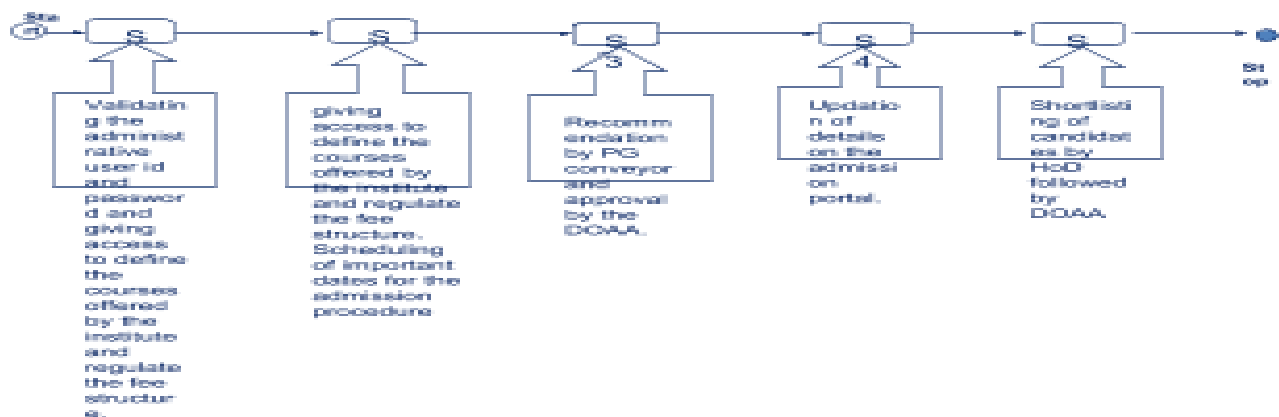 Sta
rt
S
S
S
3
S
4
S
St
op
Validatin
g the
administ
rative
user id
and
passwor
d and
giving
access
to define
the
courses
offered
by the
institute
and
regulate
the fee
structur
e.
giving
access to
define the
courses
offered by
the institute
and regulate
the fee
structure.
Scheduling
of important
dates for the
admission
procedure
Recomm
endation
by PG
conveyor
and
approval
by the
DOAA.
Updatio
n of
details
on the
admissi
on
portal.
Shortlisti
ng of
candidat
es by
HoD
followed
by
DOAA